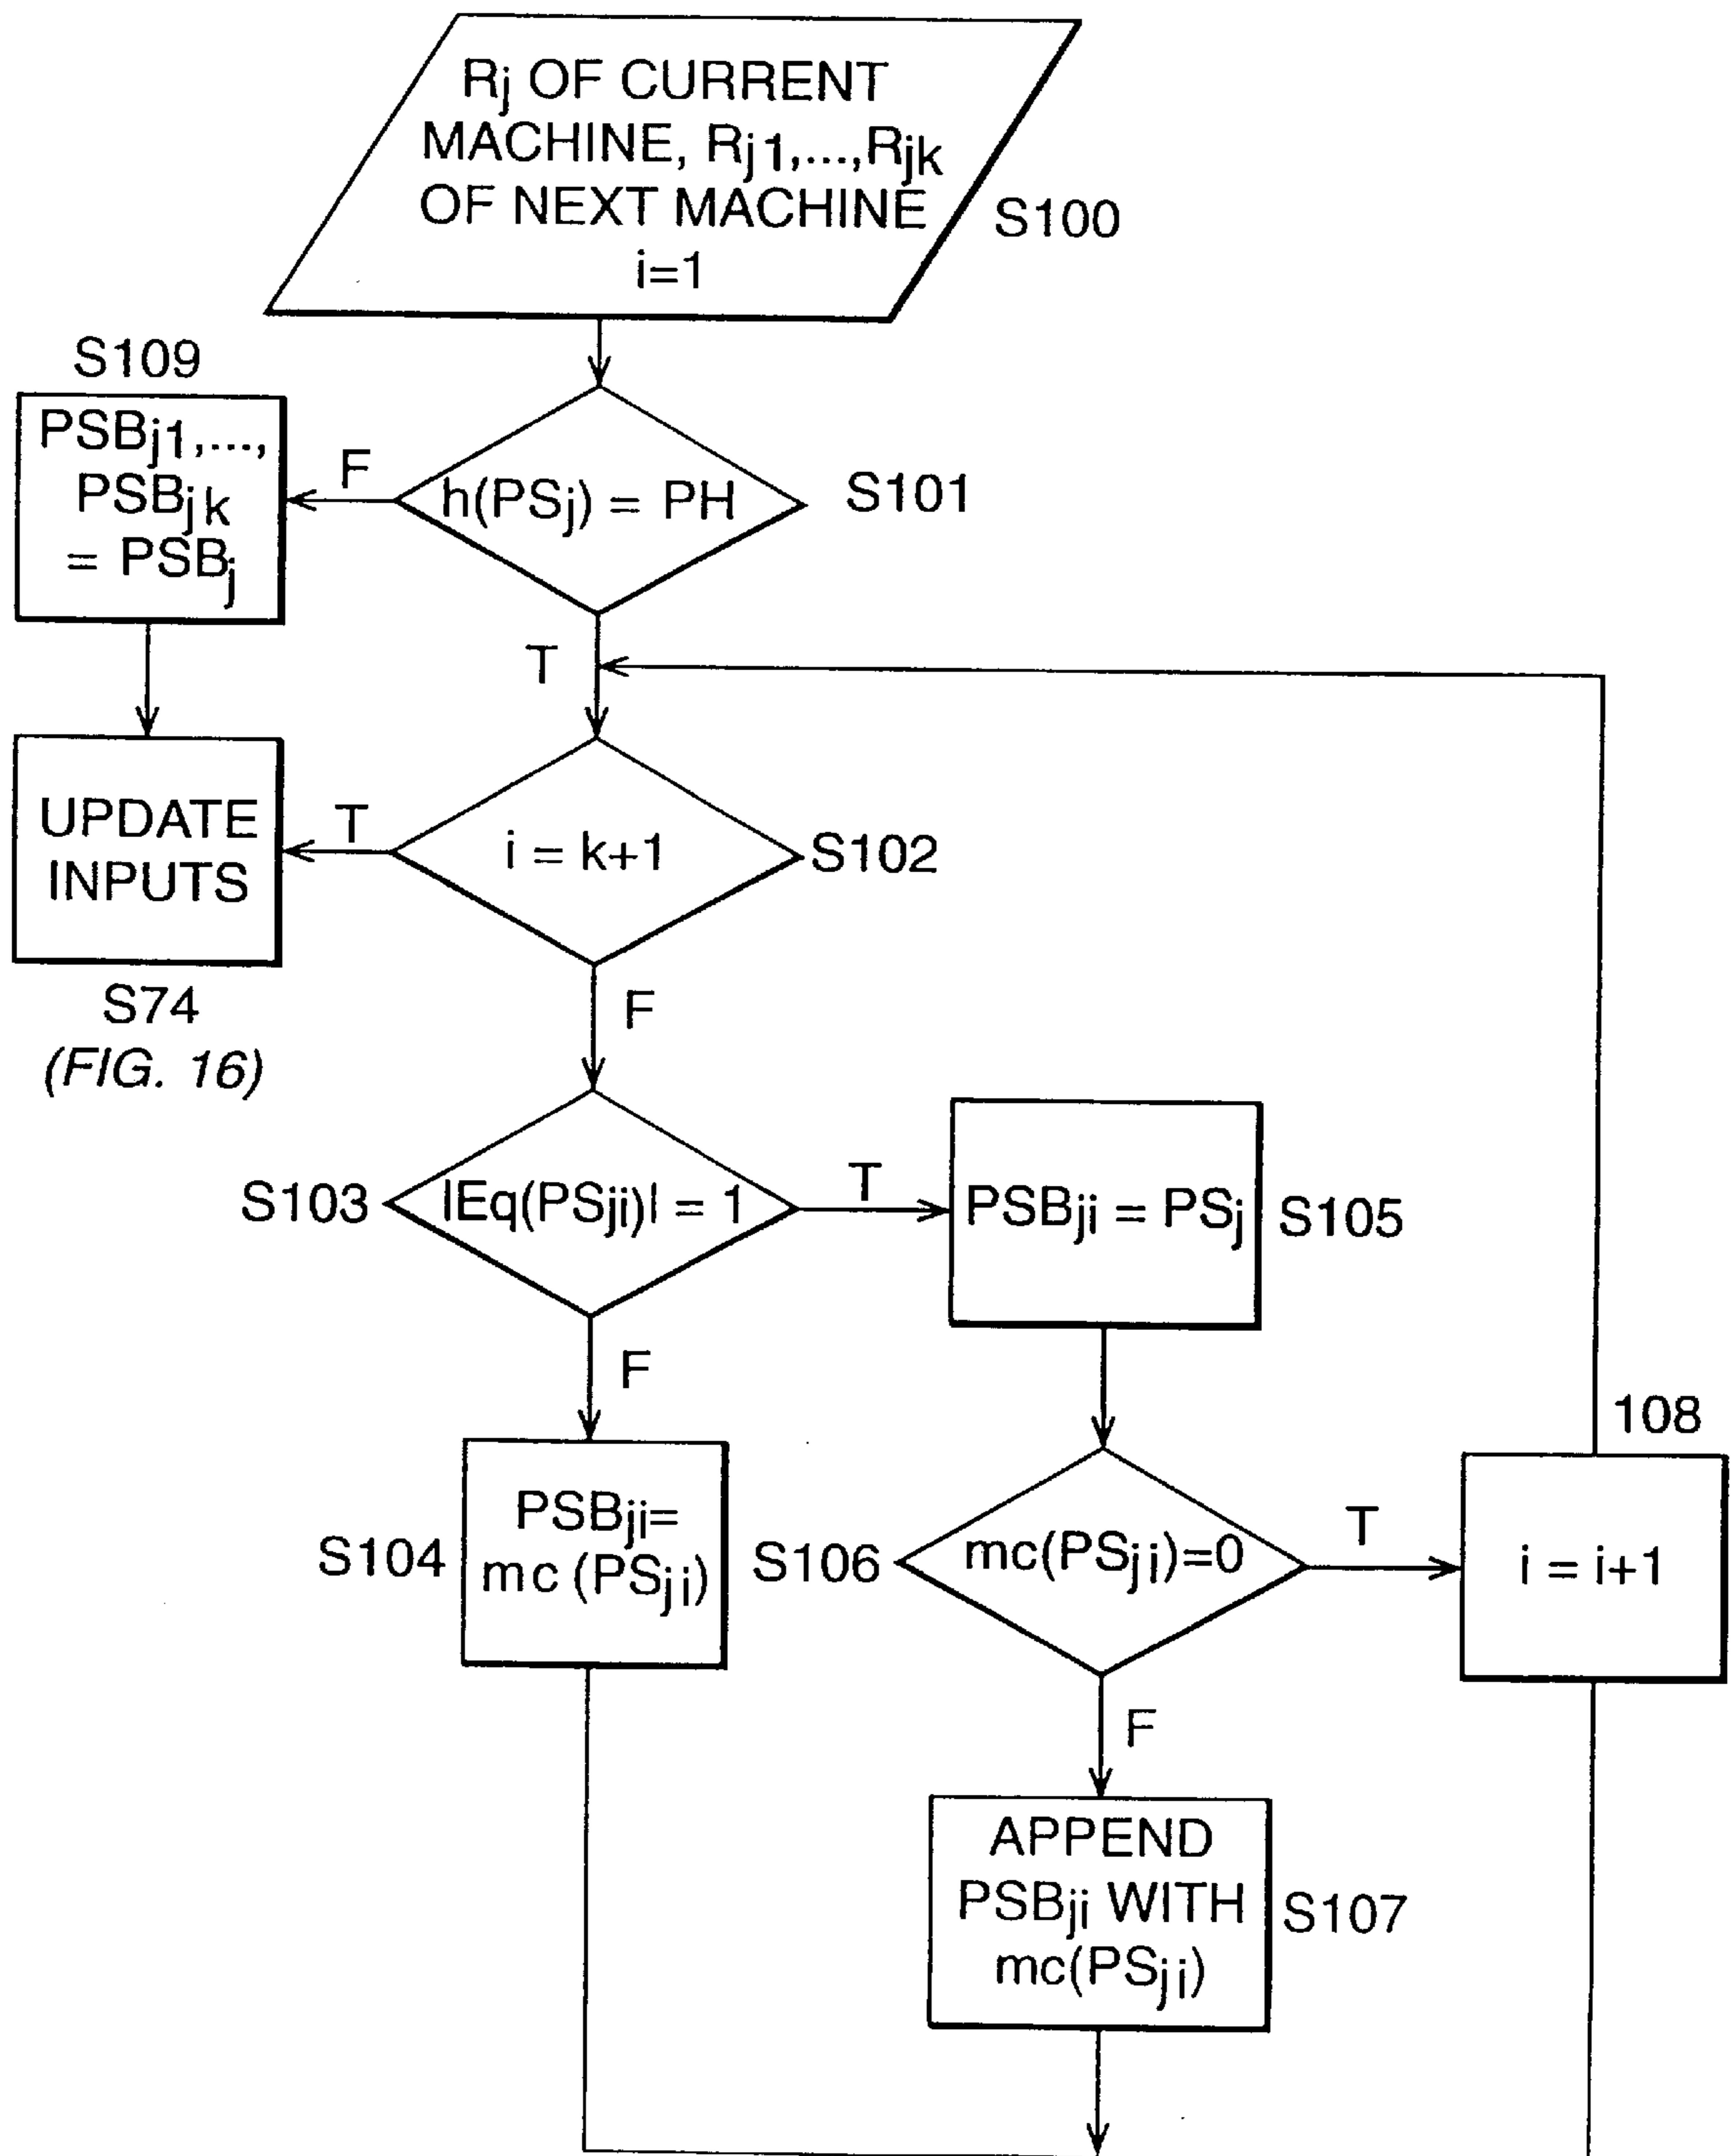 Rj OF CURRENT
MACHINE, Rj1,...,Rjk
OF NEXT MACHINE
i=1
S100
S109
PSBj1,...,
PSBjk
= PSBj
F
h(PSj) = PH
S101
T
UPDATE
INPUTS
T
i = k+1
S102
S74
(FIG. 16)
F
S103
|Eq(PSji)| = 1
T
PSBji = PSj
S105
F
108
S104
PSBji=
mc (PSji)
S106
mc(PSji)=0
T
i = i+1
F
APPEND
PSBji WITH
mc(PSji)
S107